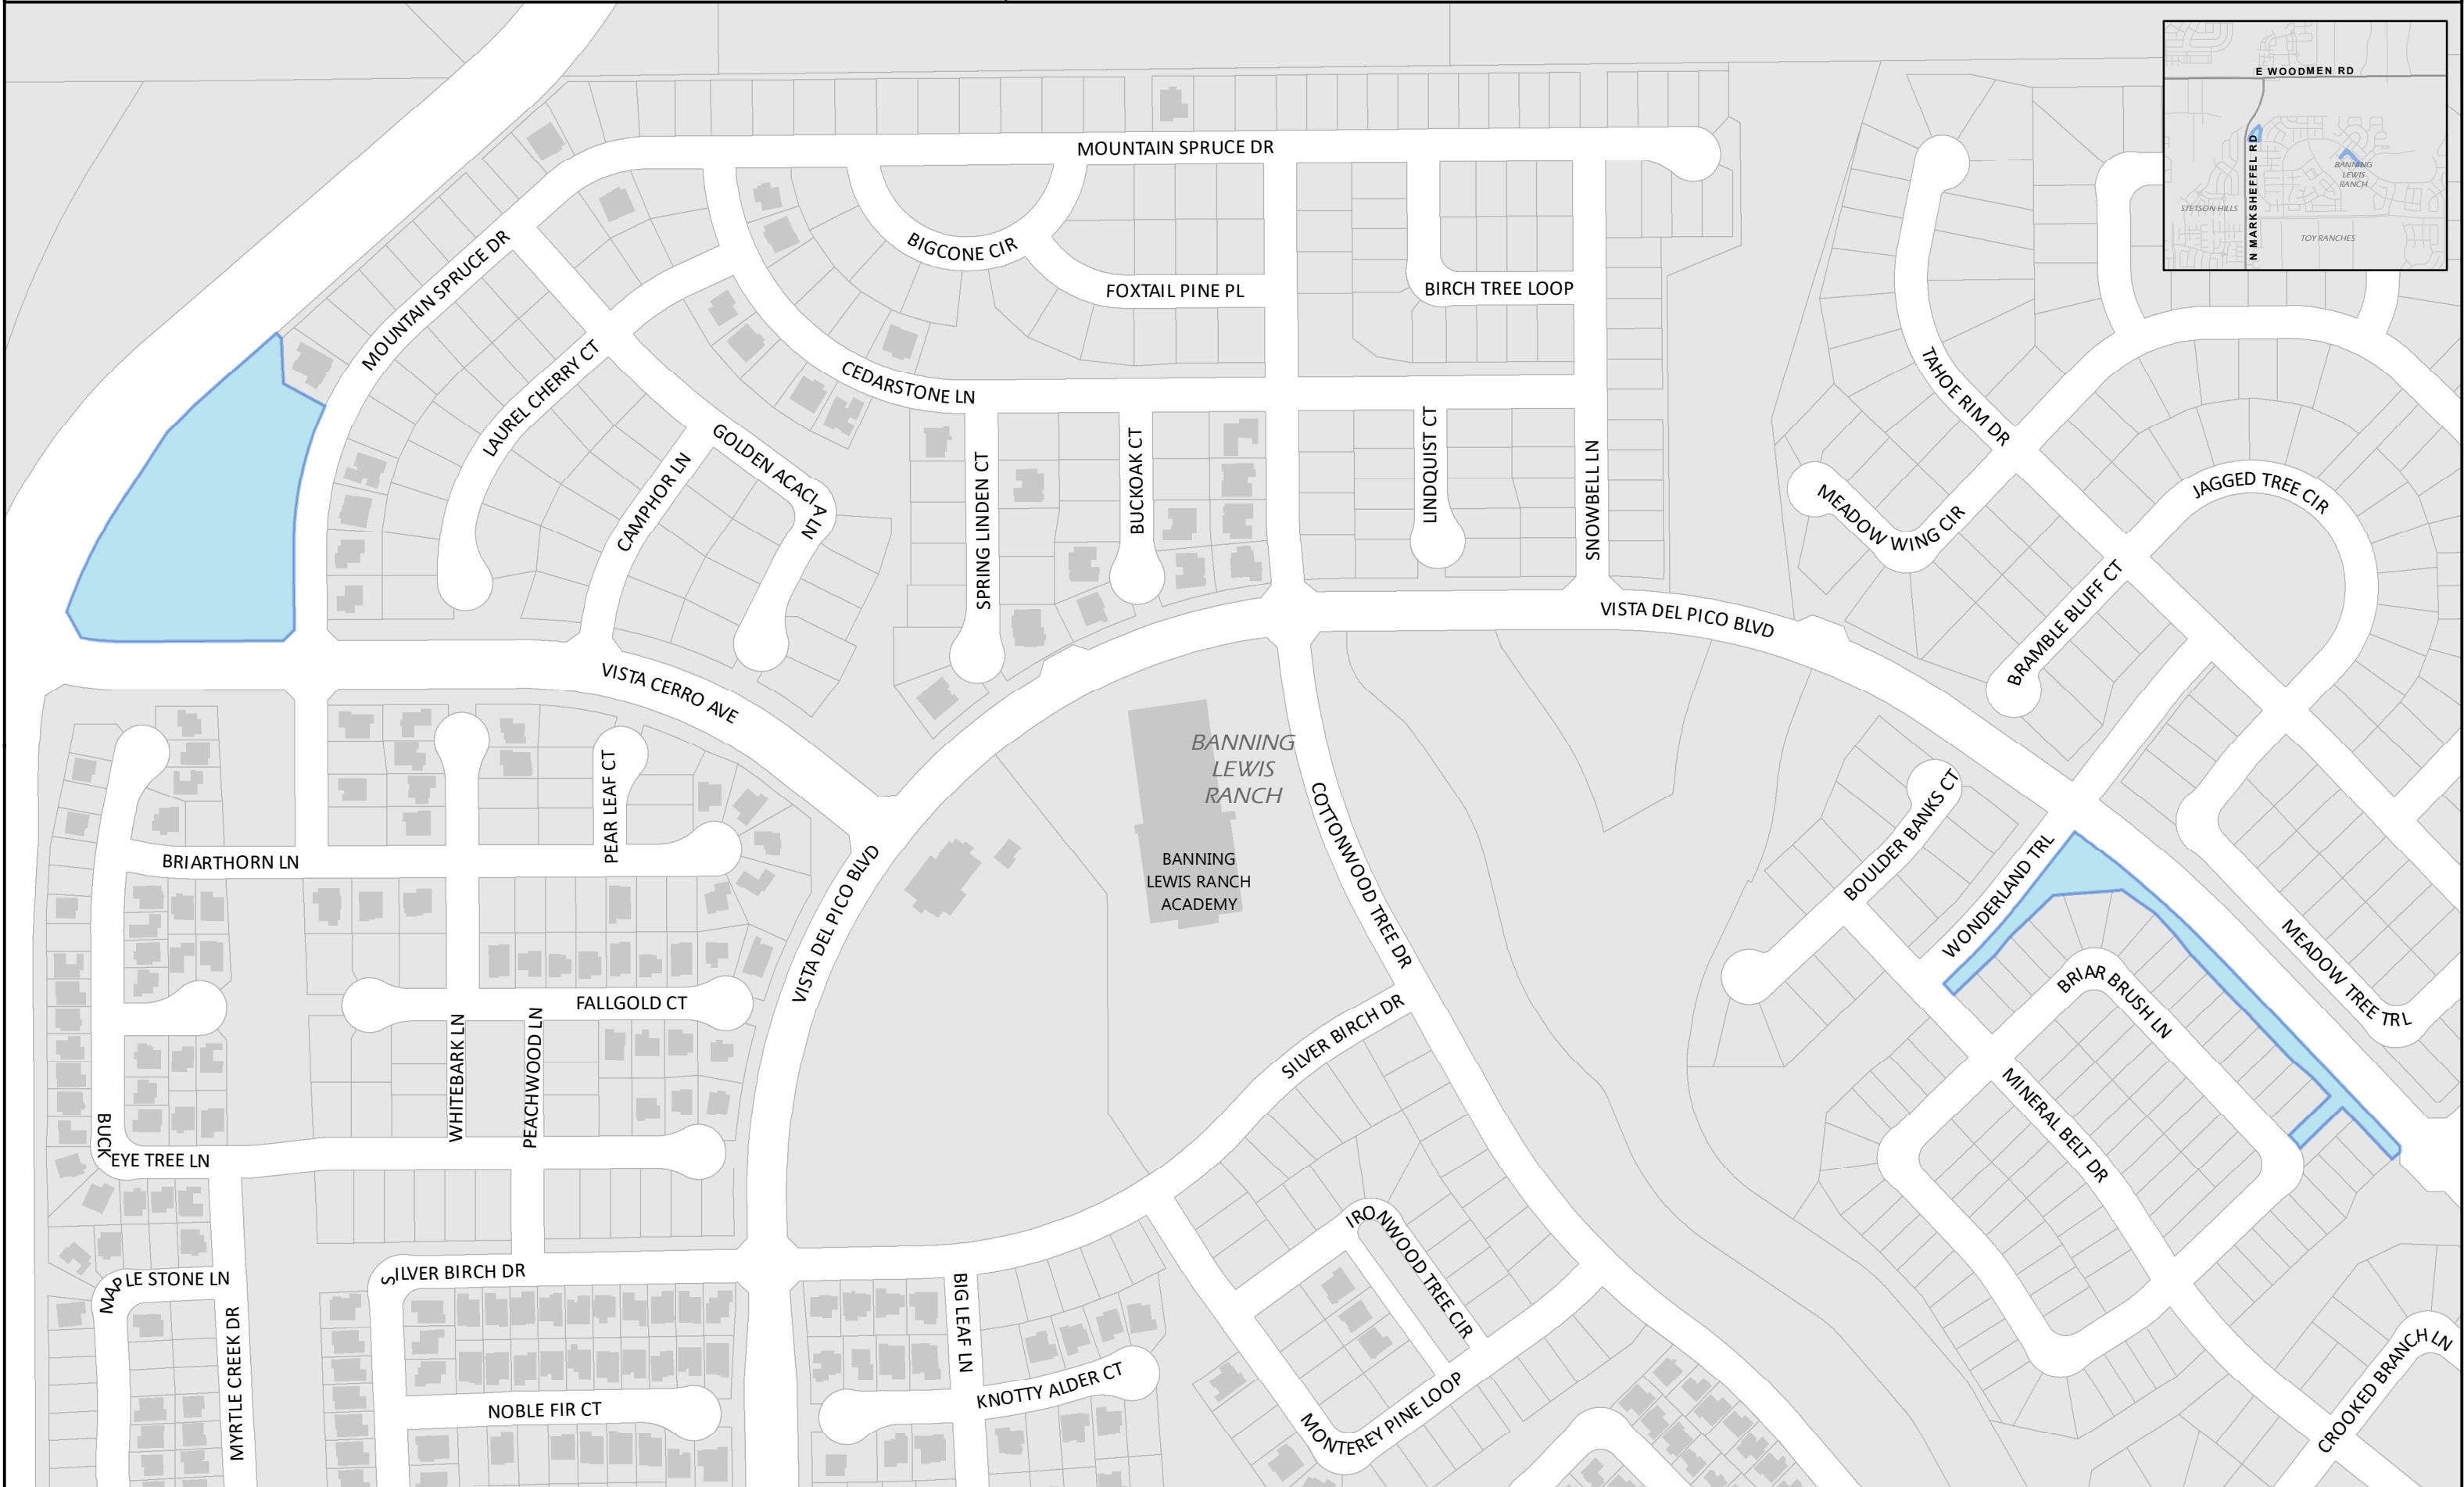 E WOODMEN RD
N MARKSHEFFEL RD
BANNING
LEWIS
RANCH
STETSON HILLS
TOY RANCHES
MOUNTAIN SPRUCE DR
MOUNTAIN SPRUCE DR
BIGCONE CIR
FOXTAIL PINE PL
BIRCH TREE LOOP
LAUREL CHERRY CT
CEDARSTONE LN
TAHOE RIM DR
GOLDEN ACACIA LN
CAMPHOR LN
SPRING LINDEN CT
BUCKOAK CT
LINDQUIST CT
SNOWBELL LN
MEADOW WING CIR
JAGGED TREE CIR
BRAMBLE BLUFF CT
VISTA DEL PICO BLVD
VISTA CERRO AVE
BANNING
LEWIS
RANCH
PEAR LEAF CT
COTTONWOOD TREE DR
BOULDER BANKS CT
BRIARTHORN LN
BANNING
LEWIS RANCH
ACADEMY
WONDERLAND TRL
VISTA DEL PICO BLVD
MEADOW TREE TRL
BRIAR BRUSH LN
FALLGOLD CT
WHITEBARK LN
PEACHWOOD LN
SILVER BIRCH DR
MINERAL BELT DR
BUCKEYE TREE LN
IRONWOOD TREE CIR
MAPLE STONE LN
SILVER BIRCH DR
BIG LEAF LN
MYRTLE CREEK DR
KNOTTY ALDER CT
NOBLE FIR CT
MONTEREY PINE LOOP
CROOKED BRANCH LN